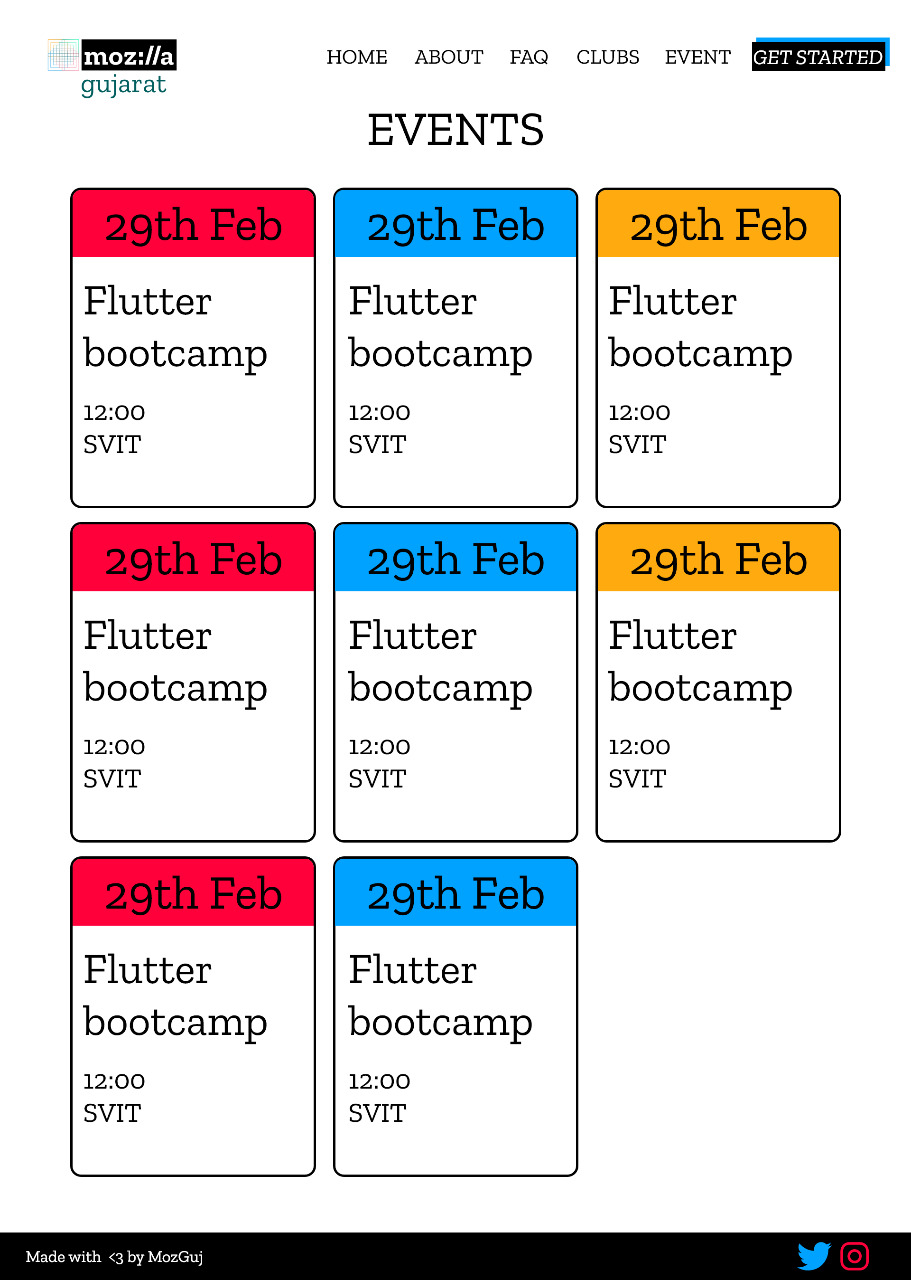 moz://a
gujarat
HOME ABOUT FAQ CLUBS EVENT GET STARTED
EVENTS
29th Feb
Flutter
bootcamp
12:00
SVIT
29th Feb
Flutter
bootcamp
12:00
SVIT
29th Feb
Flutter
bootcamp
12:00
SVIT
29th Feb
Flutter
bootcamp
12:00
SVIT
29th Feb
Flutter
bootcamp
12:00
SVIT
29th Feb
Flutter
bootcamp
12:00
SVIT
29th Feb
Flutter
bootcamp
12:00
SVIT
29th Feb
Flutter
bootcamp
12:00
SVIT
Made with <3 by MozGuj